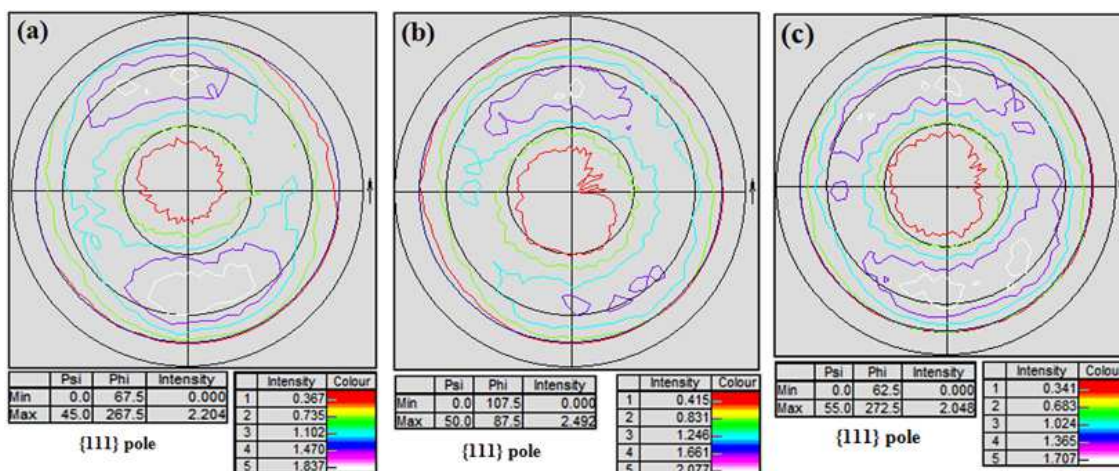 (a)
(b)
(c)
Psi Phi Intensity
Min 0.0 67.5 0.000
Max 45.0 267.5 2.204
{111} pole
Intensity Colour
1 0.367
2 0.735
3 1.102
4 1.470
5 1.837
Psi Phi Intensity
Min 0.0 107.5 0.000
Max 50.0 87.5 2.492
{111} pole
Intensity Colour
1 0.415
2 0.831
3 1.246
4 1.661
5 2.077
Psi Phi Intensity
Min 0.0 62.5 0.000
Max 55.0 272.5 2.048
{111} pole
Intensity Colour
1 0.341
2 0.683
3 1.024
4 1.365
5 1.707